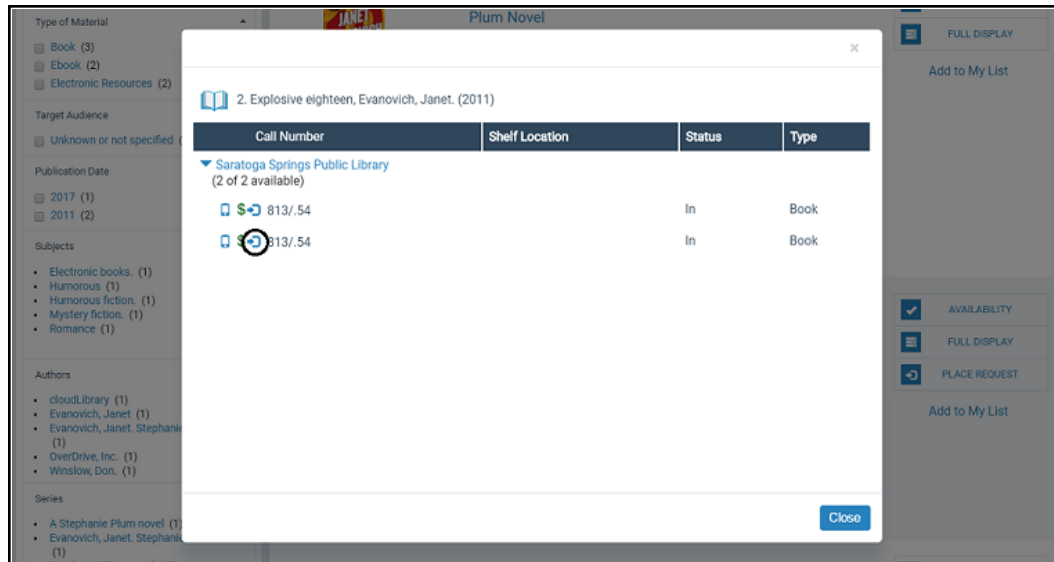 Type of Material
Book (3)
Ebook (2)
Electronic Resources (2)
Target Audience
Unknown or not specified
Publication Date
2017 (1)
2011 (2)
Subjects
Electronic books. (1)
Humorous (1)
Humorous fiction. (1)
Mystery fiction. (1)
Romance (1)
Authors
cloudLibrary (1)
Evanovich, Janet (1)
Evanovich, Janet. Stephanie
(1)
OverDrive, Inc. (1)
Winslow, Don. (1)
Series
A Stephanie Plum novel (1)
Evanovich, Janet. Stephanie
(1)
JANET
Plum Novel
×
2. Explosive eighteen, Evanovich, Janet. (2011)
Call Number Shelf Location Status Type
Saratoga Springs Public Library
(2 of 2 available)
$ 813/.54 In Book
$ 813/.54 In Book
Close
FULL DISPLAY
Add to My List
AVAILABILITY
FULL DISPLAY
PLACE REQUEST
Add to My List